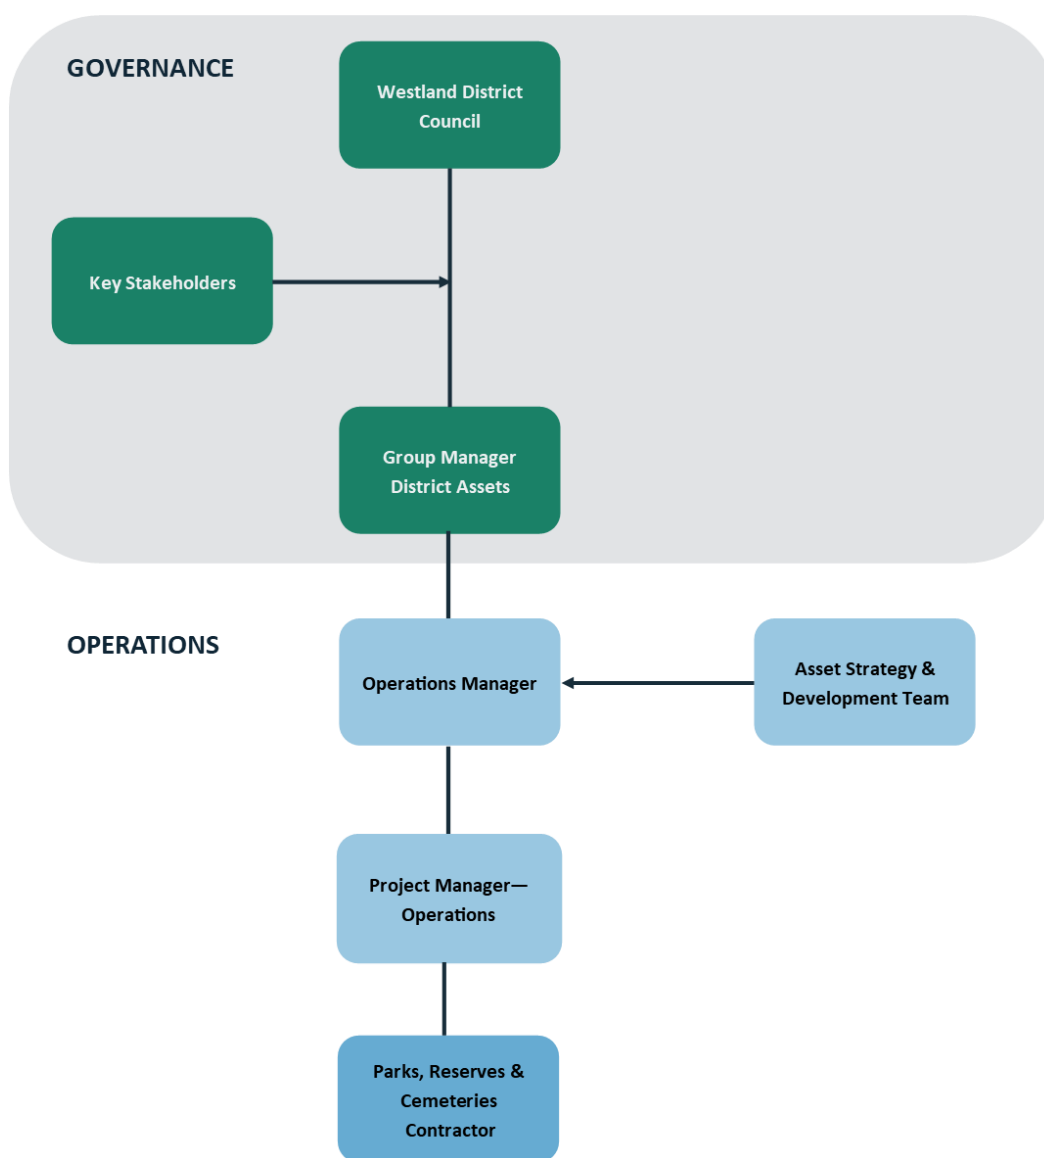 GOVERNANCE
Westland District
Council
Key Stakeholders
Group Manager
District Assets
OPERATIONS
Operations Manager
Asset Strategy &
Development Team
Project Manager—
Operations
Parks, Reserves &
Cemeteries
Contractor